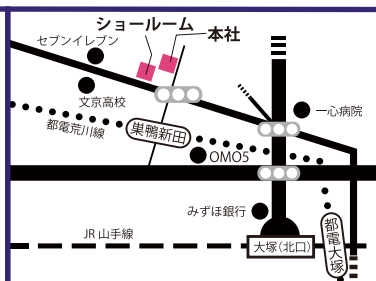 ショールーム
本社
セブンイレブン
文京高校
一心病院
都電荒川線
巣鴨新田
OMO5
みずほ銀行
都電大塚
JR 山手線
大塚(北口)